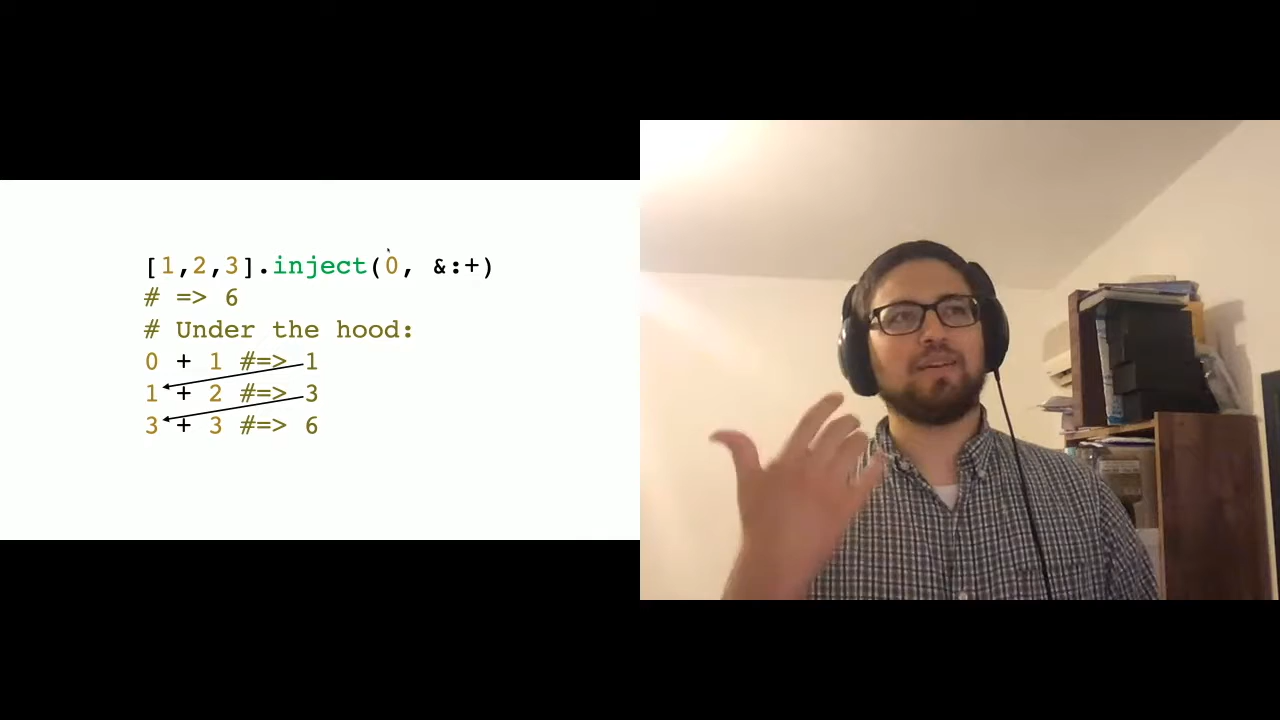 [1,2,3].inject(0, &:+)
# => 6
# Under the hood:
0 + 1 #=> 1
1 + 2 #=> 3
3 + 3 #=> 6